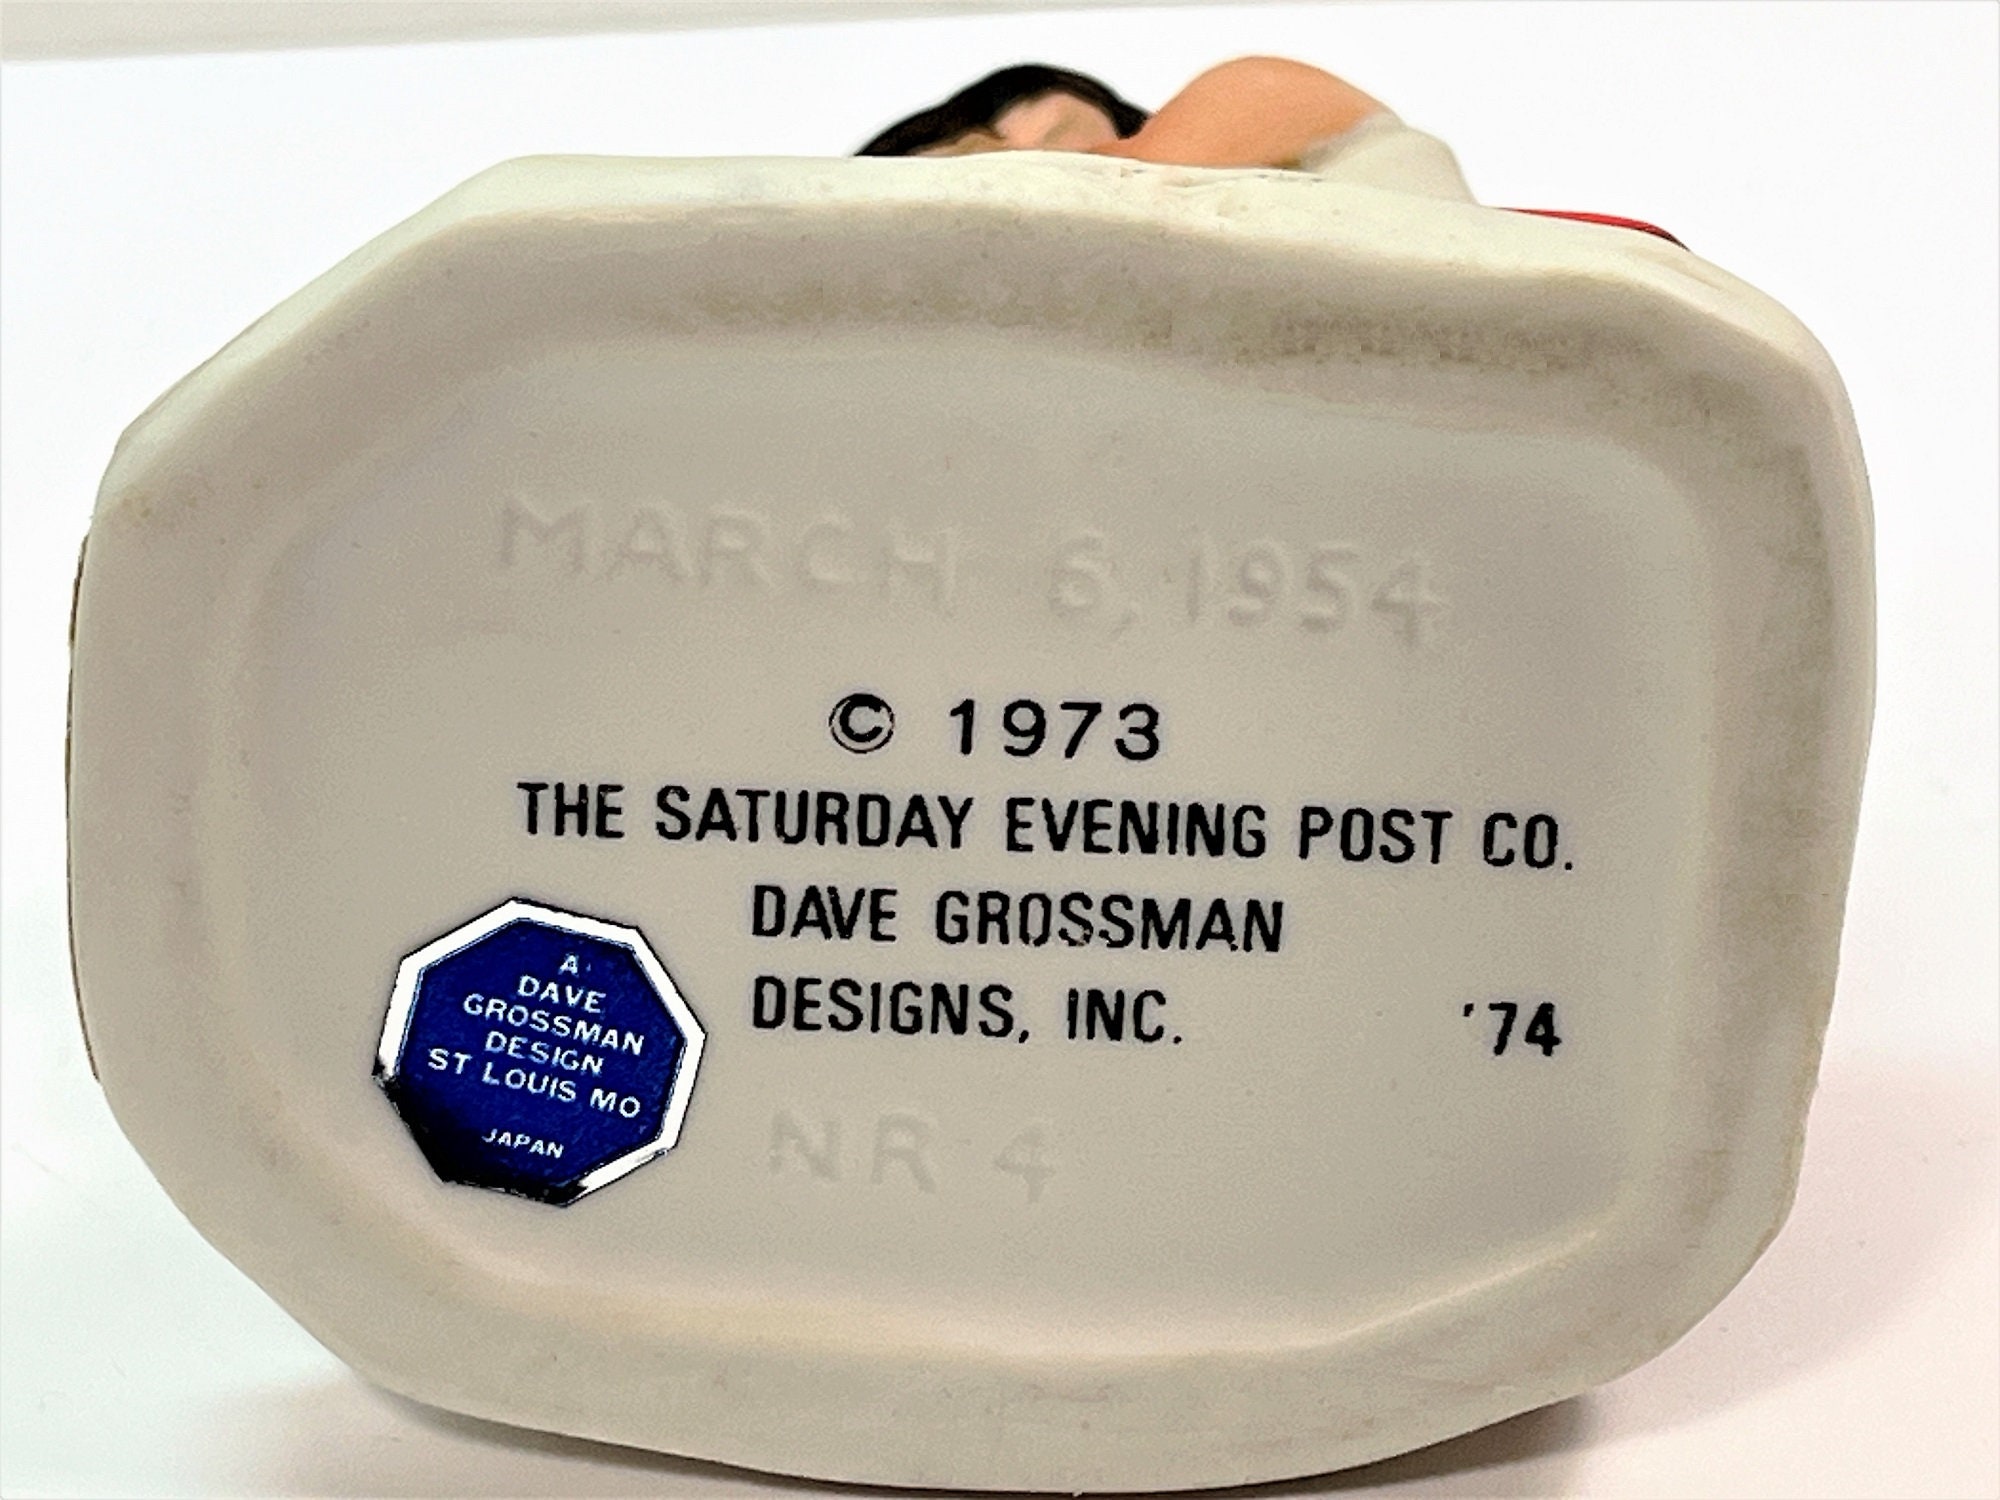 MARCH 6, 1954
© 1973
THE SATURDAY EVENING POST CO.
DAVE GROSSMAN
DESIGNS, INC. '74
NR 4
A
DAVE
GROSSMAN
DESIGN
ST LOUIS MO
JAPAN